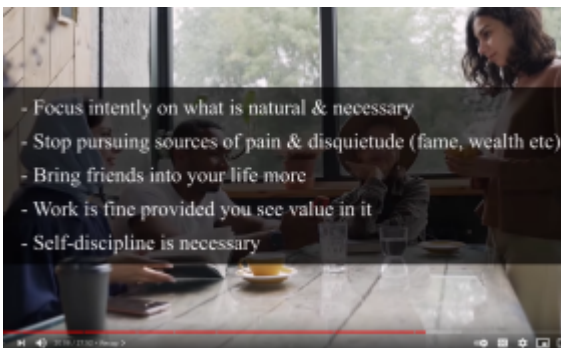 - Focus intently on what is natural & necessary
- Stop pursuing sources of pain & disquietude (fame, wealth etc)
- Bring friends into your life more
- Work is fine provided you see value in it
- Self-discipline is necessary